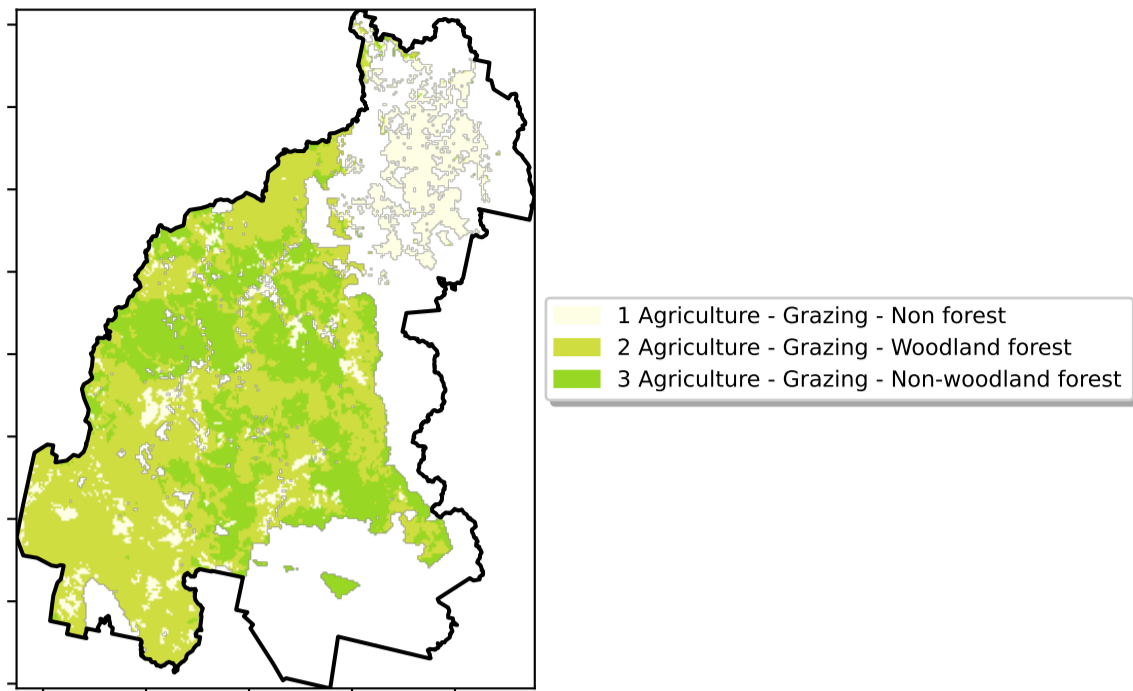 1 Agriculture - Grazing - Non forest
2 Agriculture - Grazing - Woodland forest
3 Agriculture - Grazing - Non-woodland forest